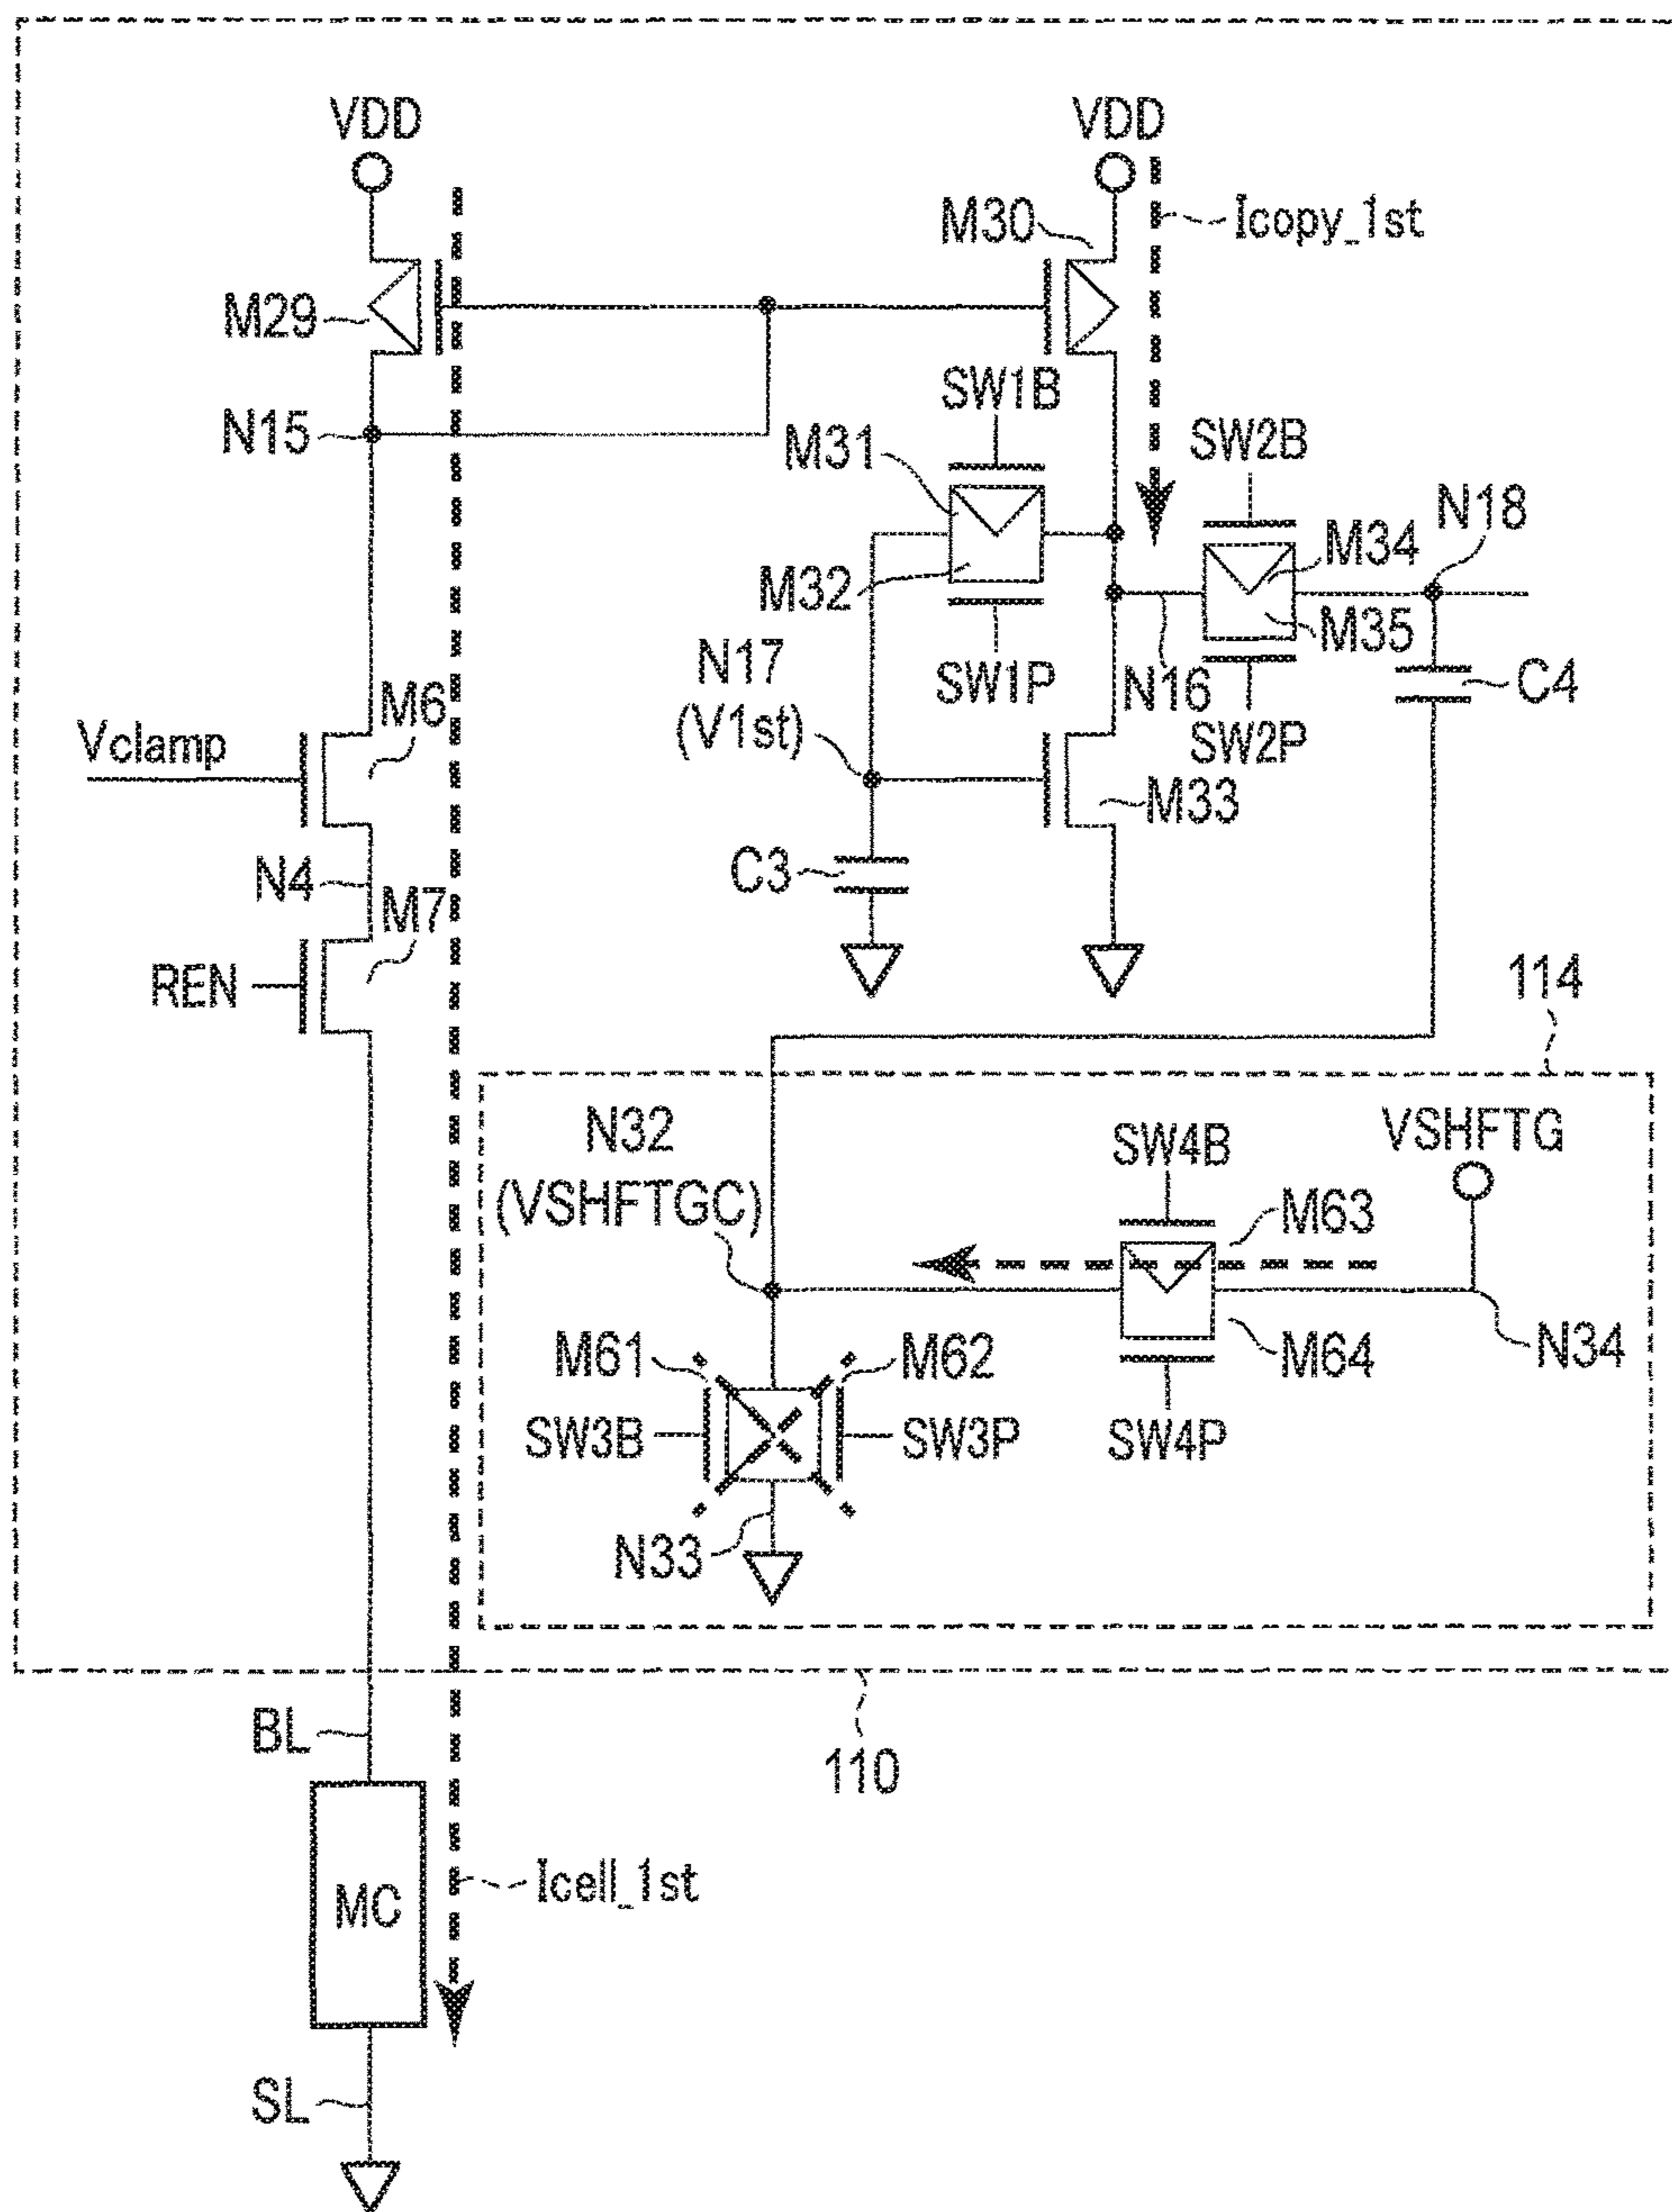 VDD
VDD
M30
Icopy_1st
M29
SW1B
N15
M31
SW2B
N18
M34
M32
M35
N17
(V1st)
SW1P
N16
C4
M6
SW2P
Vclamp
M33
C3
N4
M7
REN
114
N32
(VSHFTGC)
SW4B
VSHFTG
M63
M61
M62
M64
N34
SW3B
SW3P
SW4P
N33
BL
110
MC
Icell_1st
SL